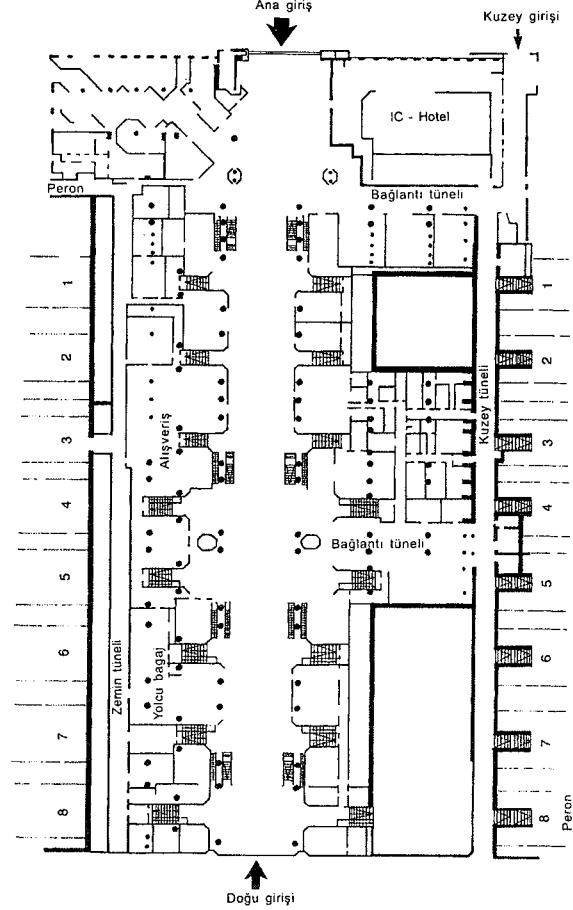 Ana giriş
Kuzey girişi
IC - Hotel
Peron
Bağlantı tüneli
1
1
2
2
Kuzey tüneli
Alışveriş
3
3
4
4
Bağlantı tüneli
5
5
6
6
Zemin tüneli
Yolcu bagaj
7
7
8
8
Peron
Doğu girişi